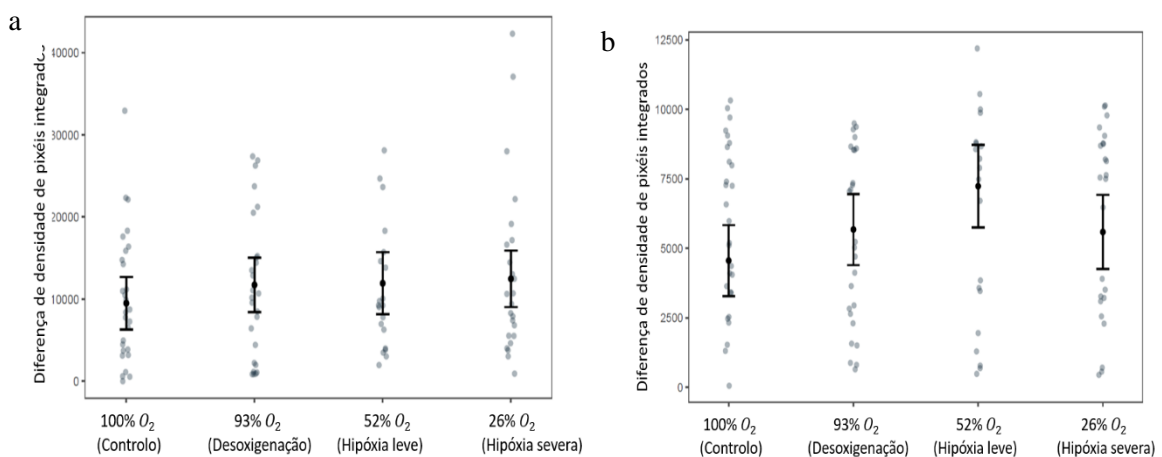 a
Diferença de densidade de pixéis integrados
40000
30000
20000
10000
0
100% O₂
(Controlo)
93% O₂
(Desoxigenação)
52% O₂
(Hipóxia leve)
26% O₂
(Hipóxia severa)
b
Diferença de densidade de pixéis integrados
12500
10000
7500
5000
2500
0
100% O₂
(Controlo)
93% O₂
(Desoxigenação)
52% O₂
(Hipóxia leve)
26% O₂
(Hipóxia severa)